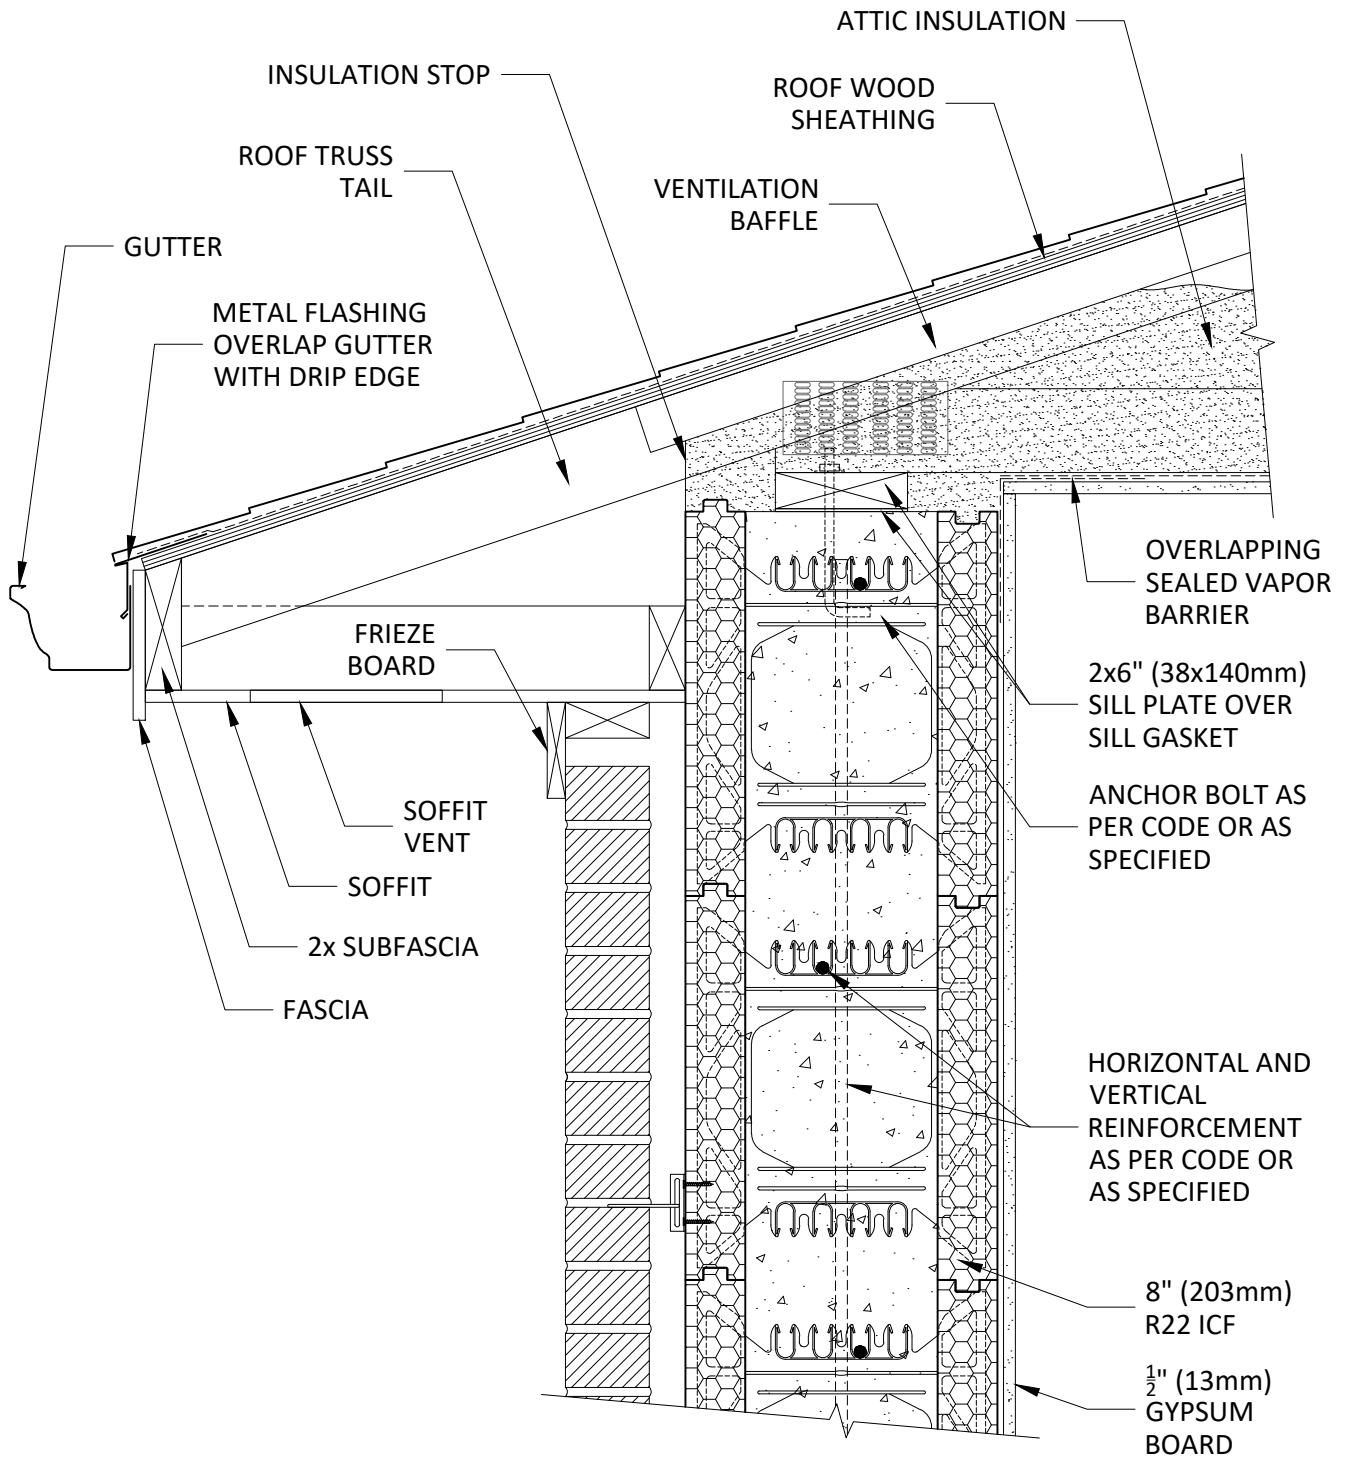 ATTIC INSULATION
INSULATION STOP
ROOF WOOD
SHEATHING
ROOF TRUSS
TAIL
VENTILATION
BAFFLE
GUTTER
METAL FLASHING
OVERLAP GUTTER
WITH DRIP EDGE
OVERLAPPING
SEALED VAPOR
BARRIER
FRIEZE
BOARD
2x6" (38x140mm)
SILL PLATE OVER
SILL GASKET
SOFFIT
VENT
ANCHOR BOLT AS
PER CODE OR AS
SPECIFIED
SOFFIT
2x SUBFASCIA
FASCIA
HORIZONTAL AND
VERTICAL
REINFORCEMENT
AS PER CODE OR
AS SPECIFIED
8" (203mm)
R22 ICF
1/2" (13mm)
GYPSUM
BOARD